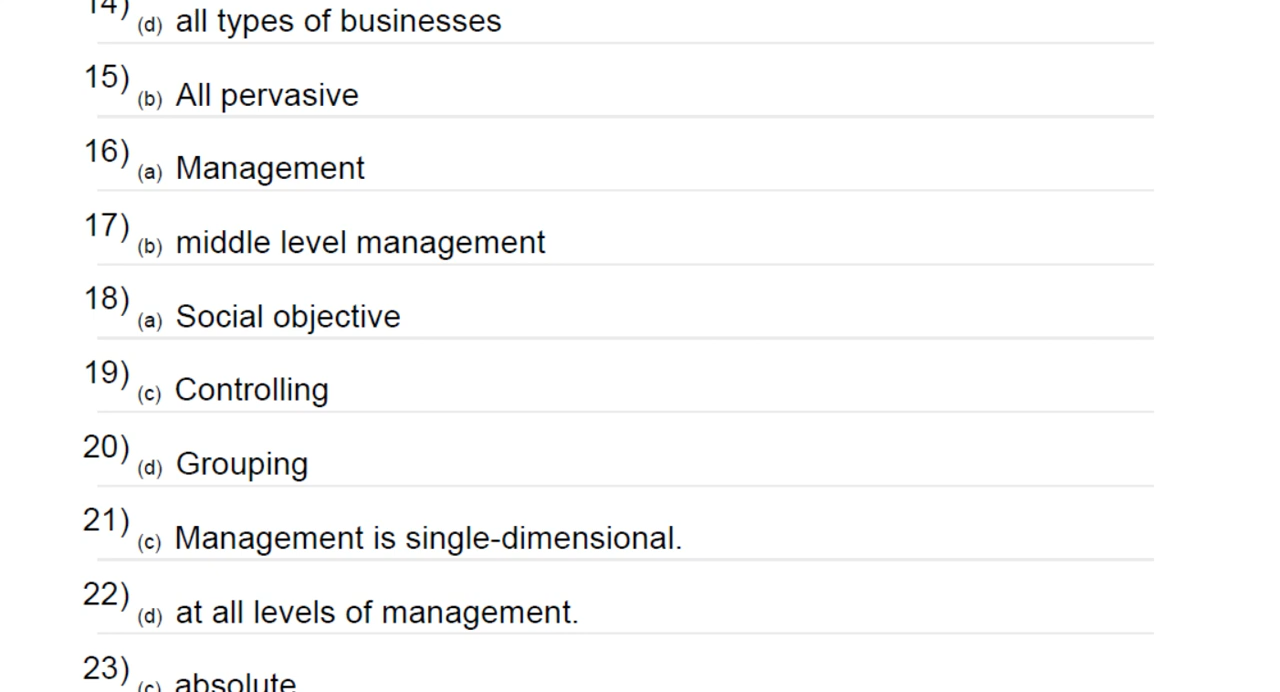 14) (d) all types of businesses
15) (b) All pervasive
16) (a) Management
17) (b) middle level management
18) (a) Social objective
19) (c) Controlling
20) (d) Grouping
21) (c) Management is single-dimensional.
22) (d) at all levels of management.
23) (c) absolute